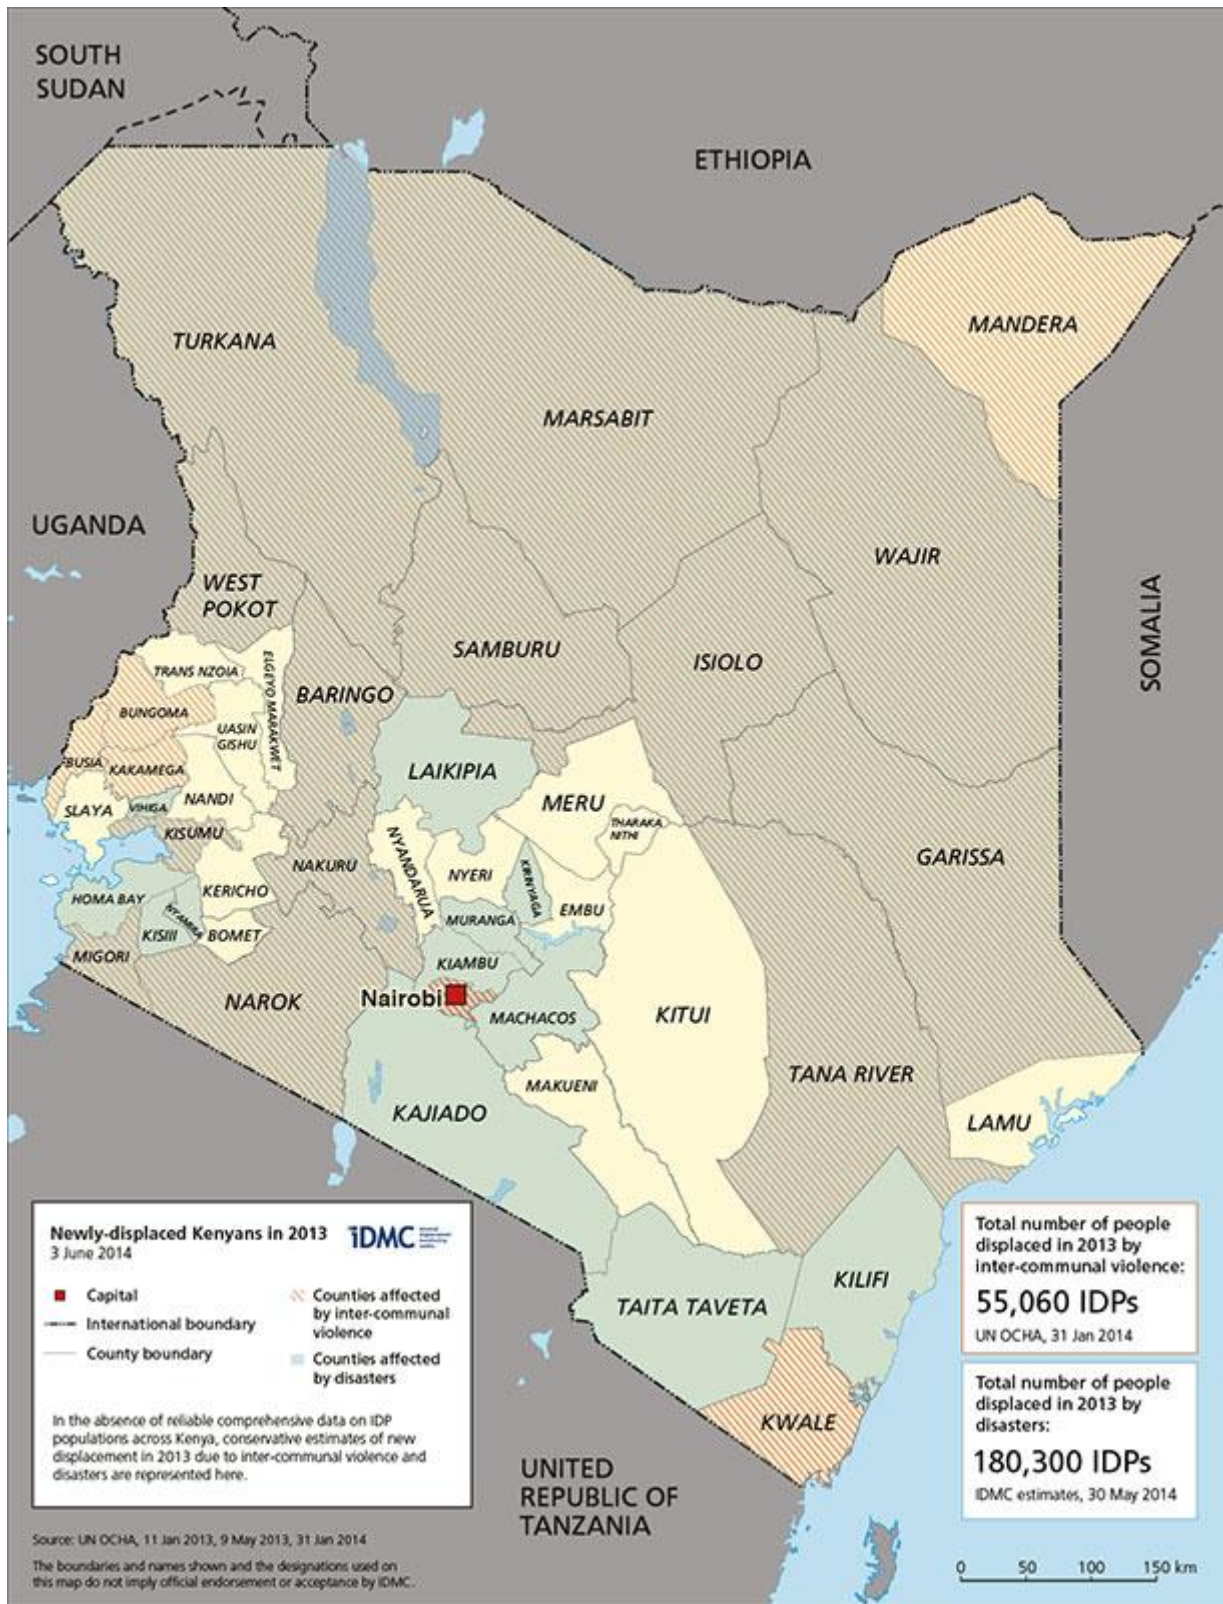 SOUTH
SUDAN
ETHIOPIA
MANDERA
TURKANA
MARSABIT
UGANDA
WAJIR
SOMALIA
WEST
POKOT
SAMBURU
ISIOLO
TRANS NZOIA
ELGEYO MARAKWET
BARINGO
BUNGOMA
UASIN
GISHU
BUSIA
KAKAMEGA
LAIKIPIA
SLAYA
VIHIGA
NANDI
MERU
THARAKA
NITHI
KISUMU
NYANDARUA
NAKURU
NYERI
KIRINYAGA
GARISSA
HOMA BAY
KERICHO
NYAMIRA
KISIII
BOMET
MURANGA
EMBU
MIGORI
KIAMBU
NAROK
Nairobi
MACHACOS
KITUI
TANA RIVER
MAKUENI
KAJIADO
LAMU
KILIFI
TAITA TAVETA
KWALE
UNITED
REPUBLIC OF
TANZANIA
Newly-displaced Kenyans in 2013
3 June 2014
iDMC
Capital
International boundary
County boundary
Counties affected
by inter-communal
violence
Counties affected
by disasters
In the absence of reliable comprehensive data on IDP
populations across Kenya, conservative estimates of new
displacement in 2013 due to inter-communal violence and
disasters are represented here.
Total number of people
displaced in 2013 by
inter-communal violence:
55,060 IDPs
UN OCHA, 31 Jan 2014
Total number of people
displaced in 2013 by
disasters:
180,300 IDPs
IDMC estimates, 30 May 2014
Source: UN OCHA, 11 Jan 2013, 9 May 2013, 31 Jan 2014
The boundaries and names shown and the designations used on
this map do not imply official endorsement or acceptance by IDMC.
0 50 100 150 km